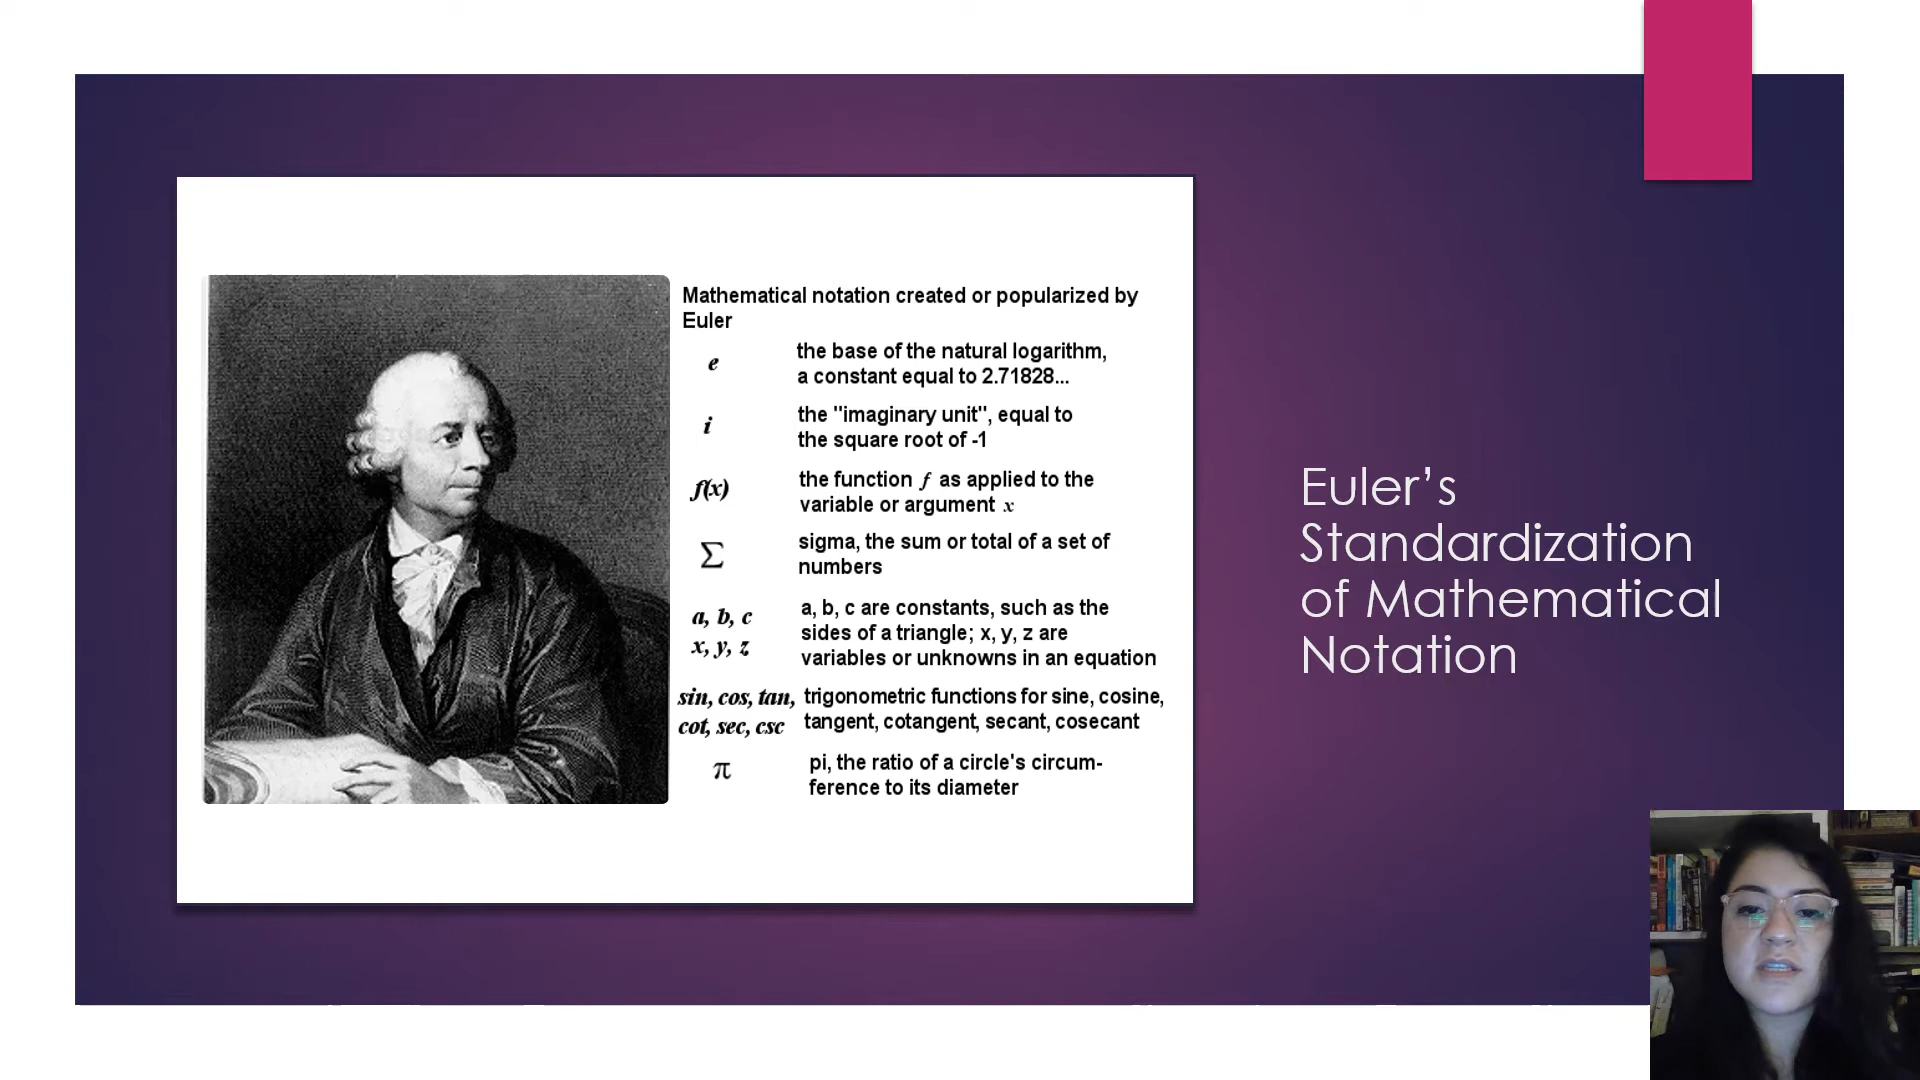 Mathematical notation created or popularized by
Euler
e
the base of the natural logarithm,
a constant equal to 2.71828...
i
the "imaginary unit", equal to
the square root of -1
f(x)
the function f as applied to the
variable or argument x
Σ
sigma, the sum or total of a set of
numbers
a, b, c
x, y, z
a, b, c are constants, such as the
sides of a triangle; x, y, z are
variables or unknowns in an equation
sin, cos, tan,
cot, sec, csc
trigonometric functions for sine, cosine,
tangent, cotangent, secant, cosecant
π
pi, the ratio of a circle's circum-
ference to its diameter
Euler’s
Standardization
of Mathematical
Notation